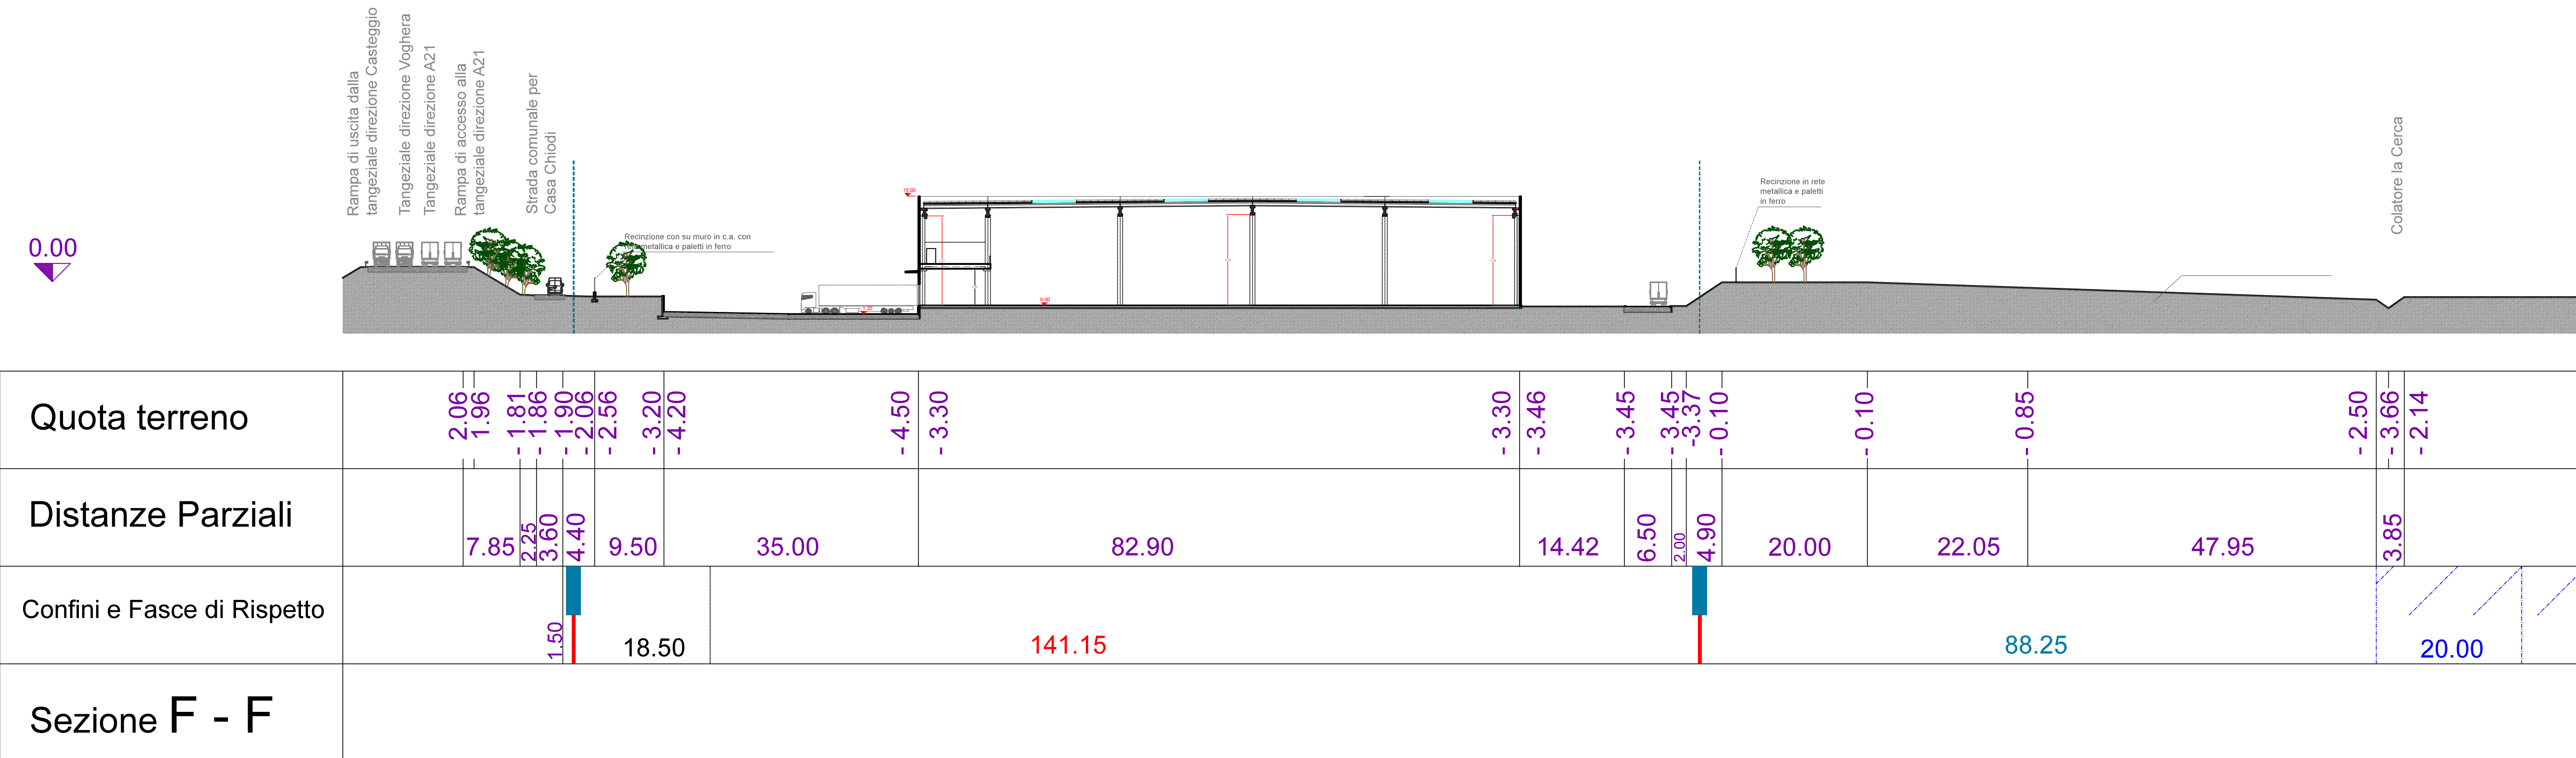 Rampa di uscita dalla
tangeziale direzione Casteggio
Tangeziale direzione Voghera
Tangeziale direzione A21
Rampa di accesso alla
tangeziale direzione A21
Strada comunale per
Casa Chiodi
Colatore la Cerca
Recinzione in rete
metallica e paletti
in ferro
15.00
0.00
Recinzione con su muro in c.a. con
metallica e paletti in ferro
0.00
Quota terreno
2.06
1.96
- 1.81
- 1.86
- 1.90
- 2.06
- 2.56
- 3.20
- 4.20
- 4.50
- 3.30
- 3.30
- 3.46
- 3.45
- 3.45
-3.37
- 0.10
- 0.10
- 0.85
- 2.50
- 3.66
- 2.14
Distanze Parziali
7.85
2.25
3.60
4.40
9.50
35.00
82.90
14.42
6.50
2.00
4.90
20.00
22.05
47.95
3.85
Confini e Fasce di Rispetto
1.50
18.50
141.15
88.25
20.00
Sezione F - F